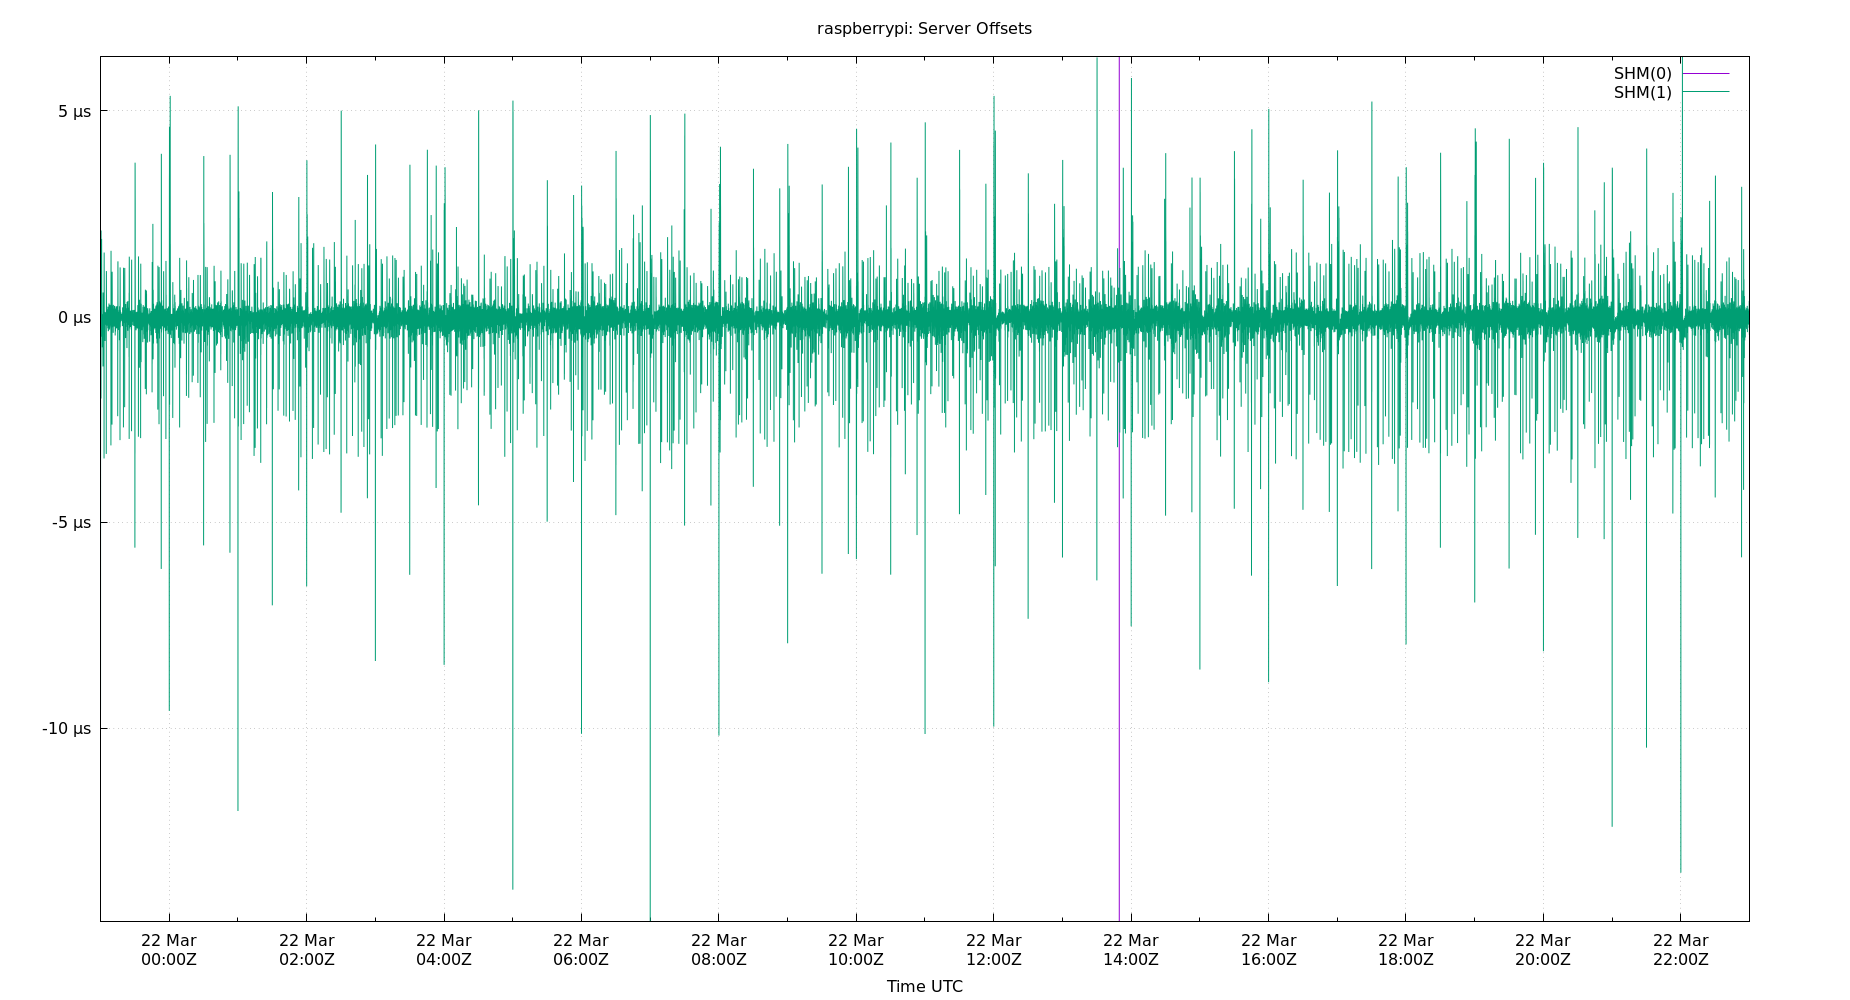 raspberrypi: Server Offsets
SHM(0)
SHM(1)
5 µs
0 µs
-5 µs
-10 µs
22 Mar 22 Mar 22 Mar 22 Mar 22 Mar 22 Mar 22 Mar 22 Mar 22 Mar 22 Mar 22 Mar 22 Mar
00:00Z 02:00Z 04:00Z 06:00Z 08:00Z 10:00Z 12:00Z 14:00Z 16:00Z 18:00Z 20:00Z 22:00Z
Time UTC